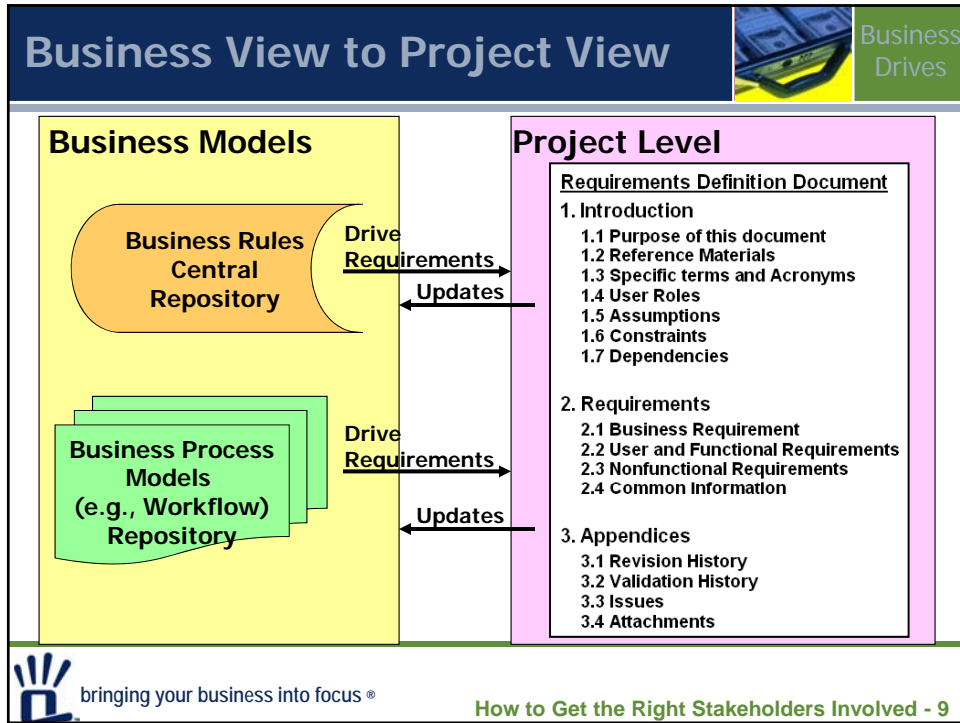 Business View to Project View
Business
Drives
Business Models
Business Rules
Central
Repository
Drive
Requirements
Updates
Business Process
Models
(e.g., Workflow)
Repository
Drive
Requirements
Updates
Project Level
Requirements Definition Document
1. Introduction
1.1 Purpose of this document
1.2 Reference Materials
1.3 Specific terms and Acronyms
1.4 User Roles
1.5 Assumptions
1.6 Constraints
1.7 Dependencies
2. Requirements
2.1 Business Requirement
2.2 User and Functional Requirements
2.3 Nonfunctional Requirements
2.4 Common Information
3. Appendices
3.1 Revision History
3.2 Validation History
3.3 Issues
3.4 Attachments
bringing your business into focus ®
How to Get the Right Stakeholders Involved - 9